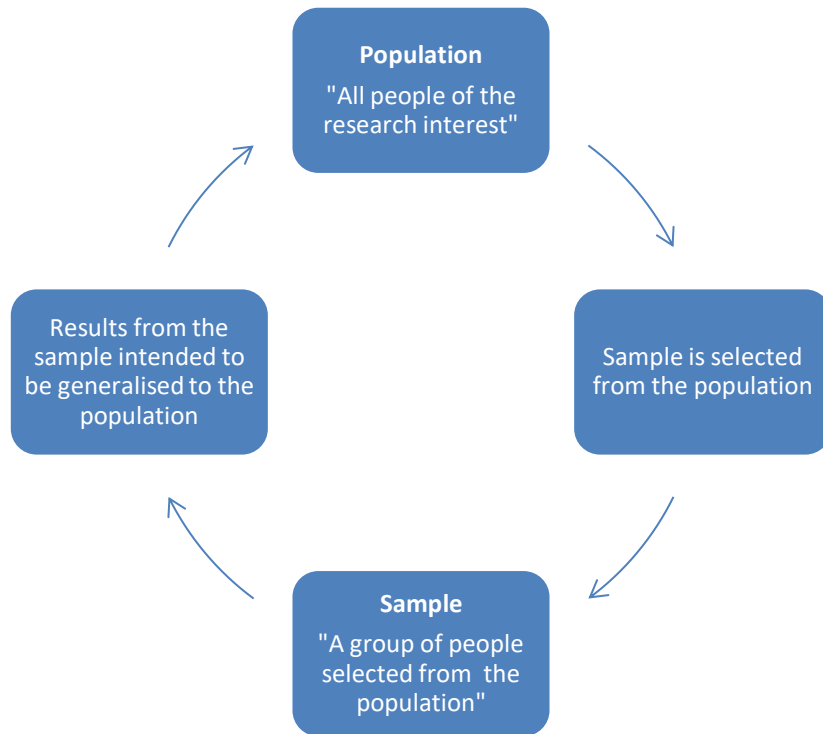 Population
"All people of the
research interest"
Sample is selected
from the population
Sample
"A group of people
selected from  the
population"
Results from the
sample intended to
be generalised to the
population